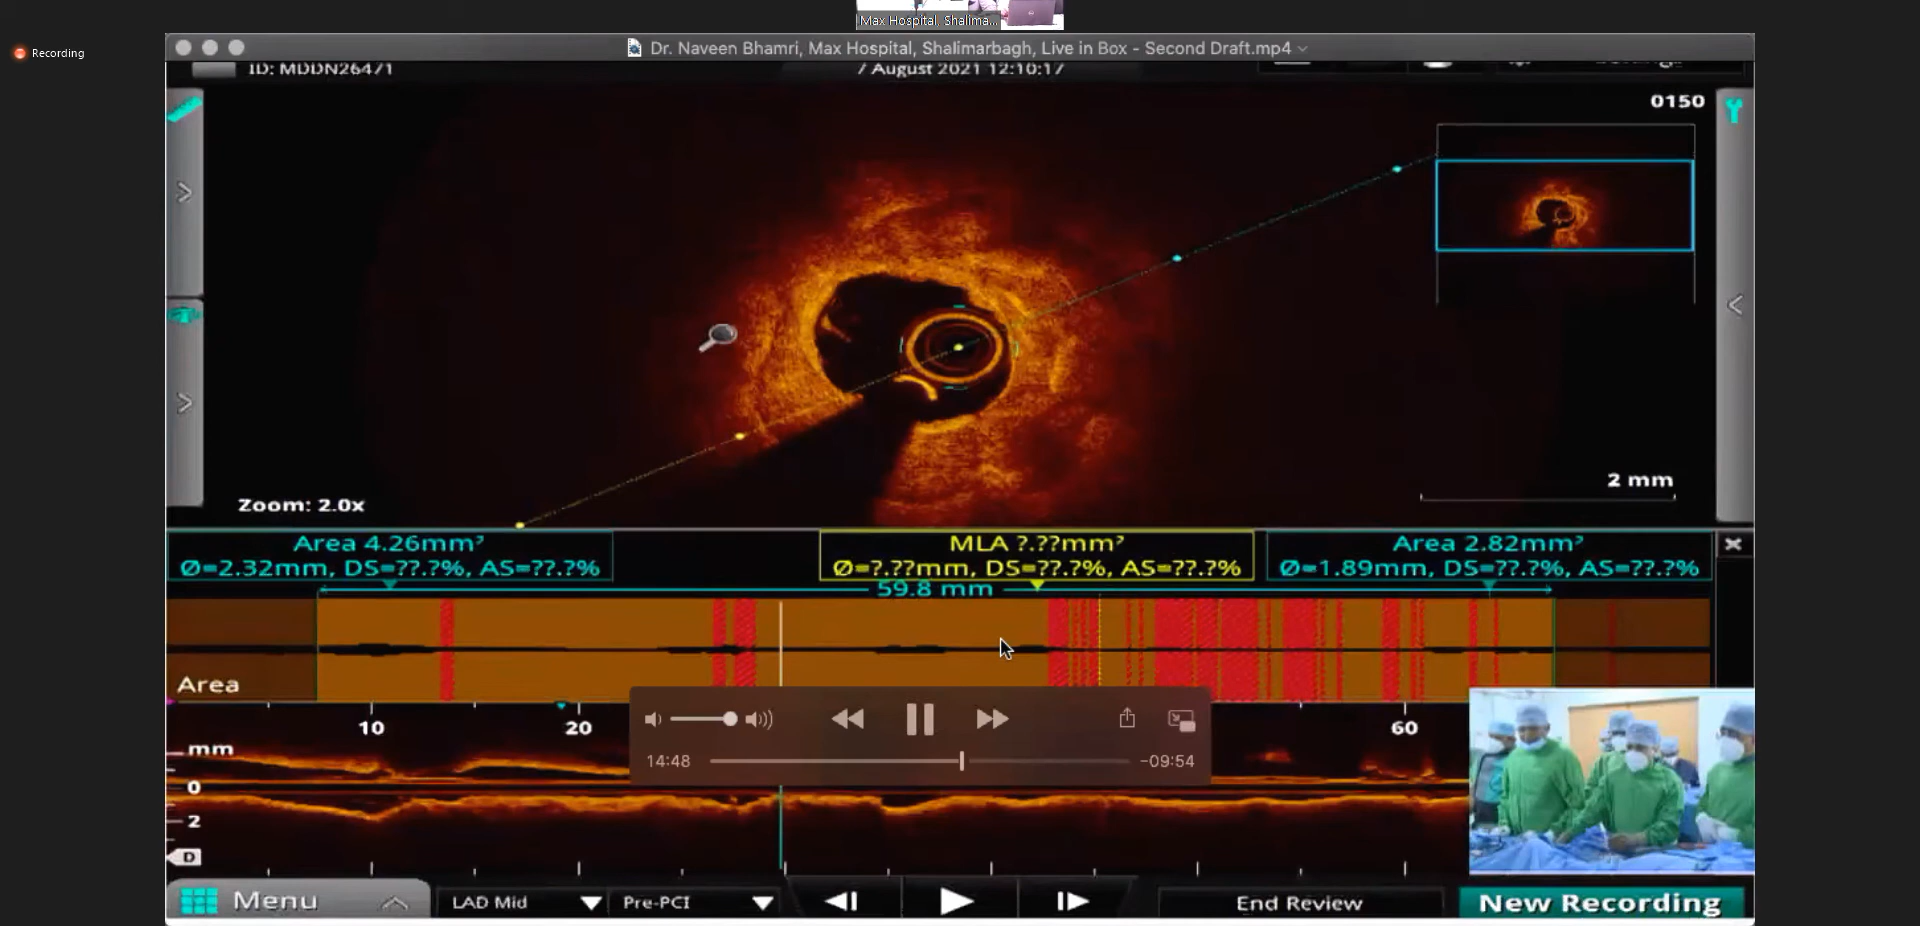 Max Hospital, Shalima...
Recording
Dr. Naveen Bhamri, Max Hospital, Shalimarbagh, Live in Box - Second Draft.mp4
ID: MDDN26471
7 August 2021 12:10:17
0150
2 mm
Zoom: 2.0x
Area 4.26mm²
Ø=2.32mm, DS=??.?%, AS=??.?%
MLA ?.??mm²
Ø=?.??mm, DS=??.?%, AS=??.?%
Area 2.82mm²
Ø=1.89mm, DS=??.?%, AS=??.?%
59.8 mm
Area
10
20
60
mm
0
2
D
14:48
-09:54
Menu
LAD Mid
Pre-PCI
End Review
New Recording